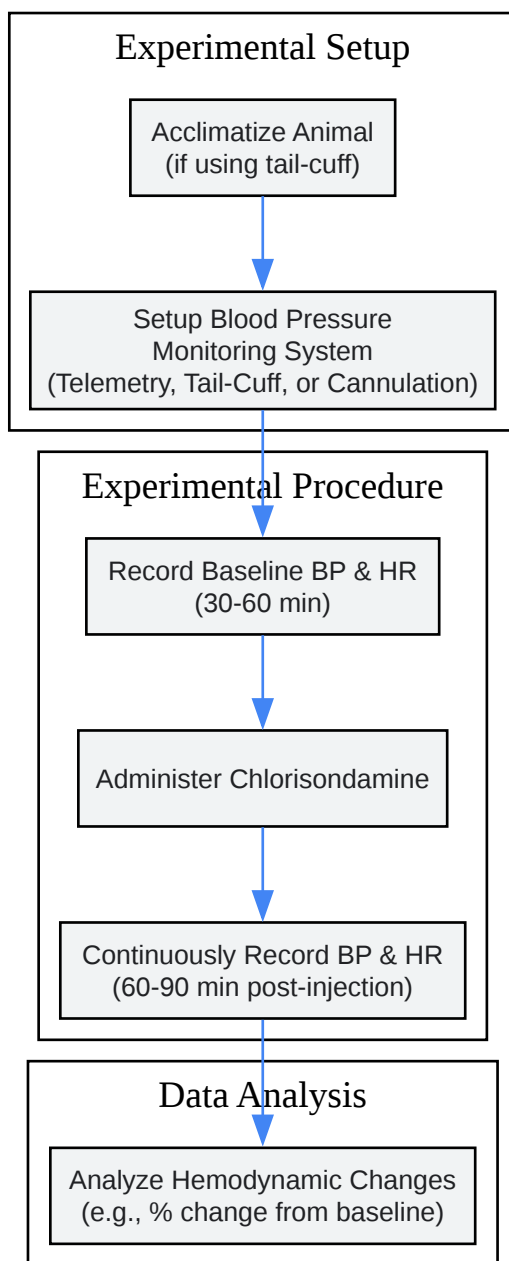 Experimental Setup
Acclimatize Animal
(if using tail-cuff)
Setup Blood Pressure
Monitoring System
(Telemetry, Tail-Cuff, or Cannulation)
Experimental Procedure
Record Baseline BP & HR
(30-60 min)
Administer Chlorisondamine
Continuously Record BP & HR
(60-90 min post-injection)
Data Analysis
Analyze Hemodynamic Changes
(e.g., % change from baseline)